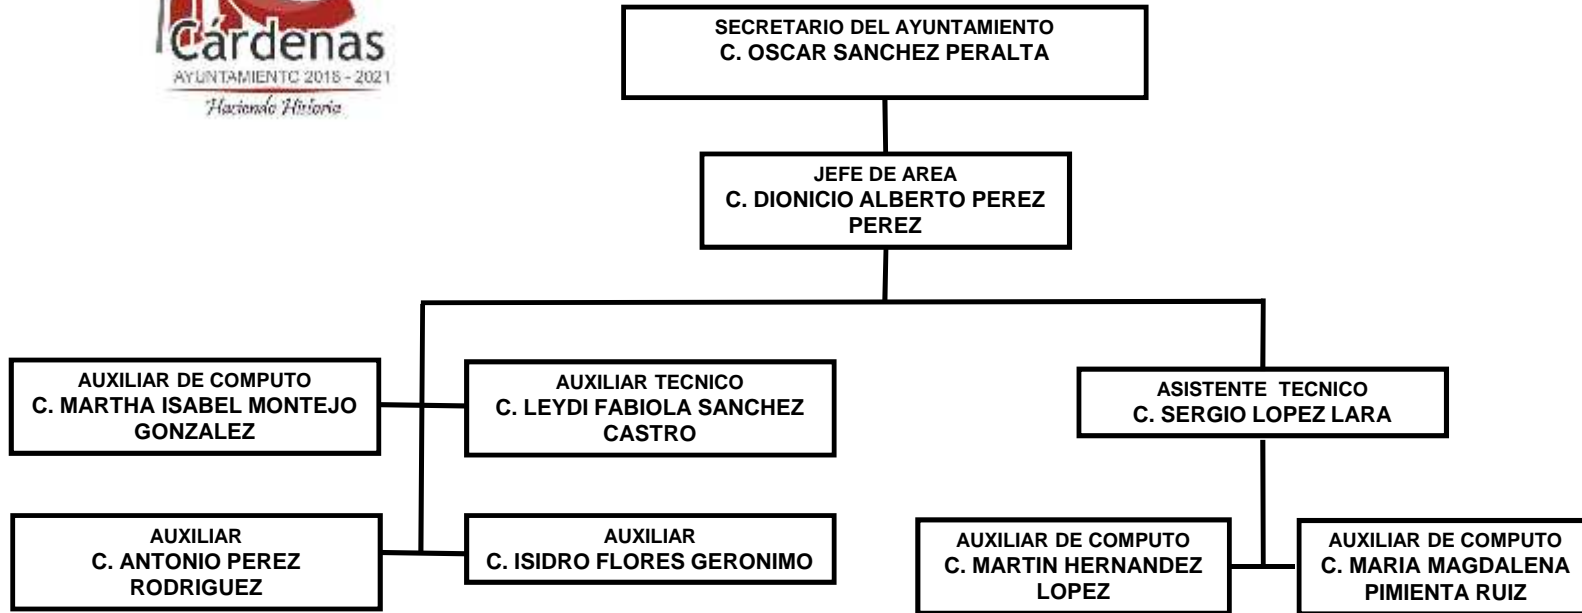 Cárdenas
AYUNTAMIENTO 2018 - 2021
Haciendo Historia
SECRETARIO DEL AYUNTAMIENTO
C. OSCAR SANCHEZ PERALTA
JEFE DE AREA
C. DIONICIO ALBERTO PEREZ
PEREZ
AUXILIAR DE COMPUTO
C. MARTHA ISABEL MONTEJO
GONZALEZ
AUXILIAR TECNICO
C. LEYDI FABIOLA SANCHEZ
CASTRO
ASISTENTE TECNICO
C. SERGIO LOPEZ LARA
AUXILIAR
C. ANTONIO PEREZ
RODRIGUEZ
AUXILIAR
C. ISIDRO FLORES GERONIMO
AUXILIAR DE COMPUTO
C. MARTIN HERNANDEZ
LOPEZ
AUXILIAR DE COMPUTO
C. MARIA MAGDALENA
PIMIENTA RUIZ